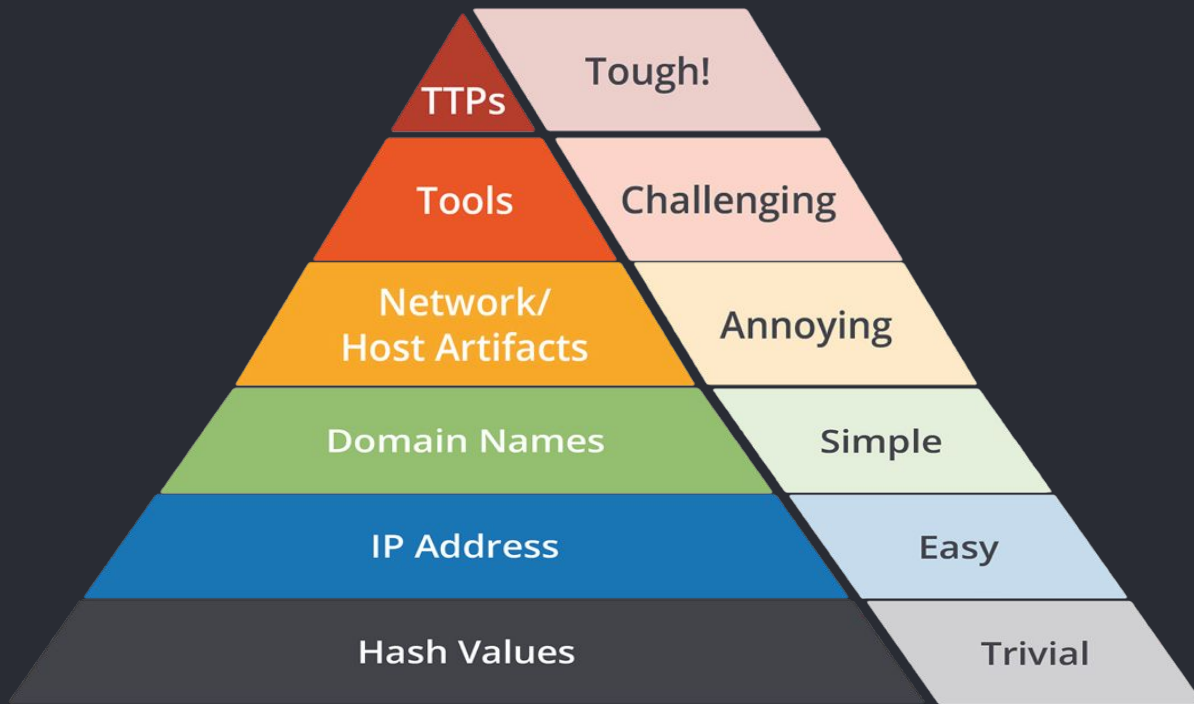 TTPs
Tough!
Tools
Challenging
Network/
Host Artifacts
Annoying
Domain Names
Simple
IP Address
Easy
Hash Values
Trivial